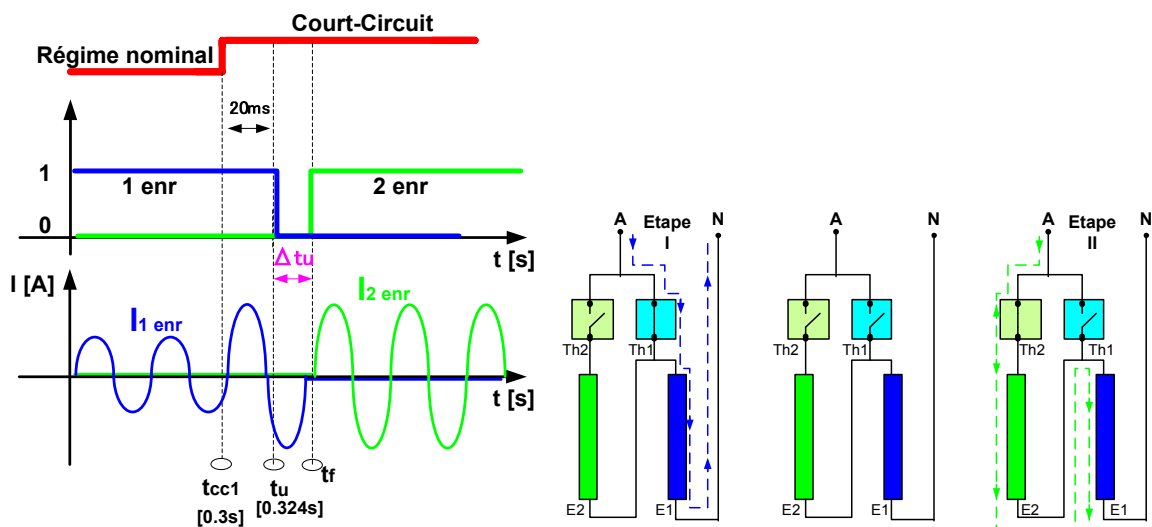 Court-Circuit
Régime nominal
20ms
1
1 enr
2 enr
0
t [s]
Δtu
I [A]
I1 enr
I2 enr
t [s]
tcc1
[0.3s]
tu
[0.324s]
tf
A
Etape
I
N
Th2
Th1
E2
E1
A
N
Th2
Th1
E2
E1
A
Etape
II
N
Th2
Th1
E2
E1